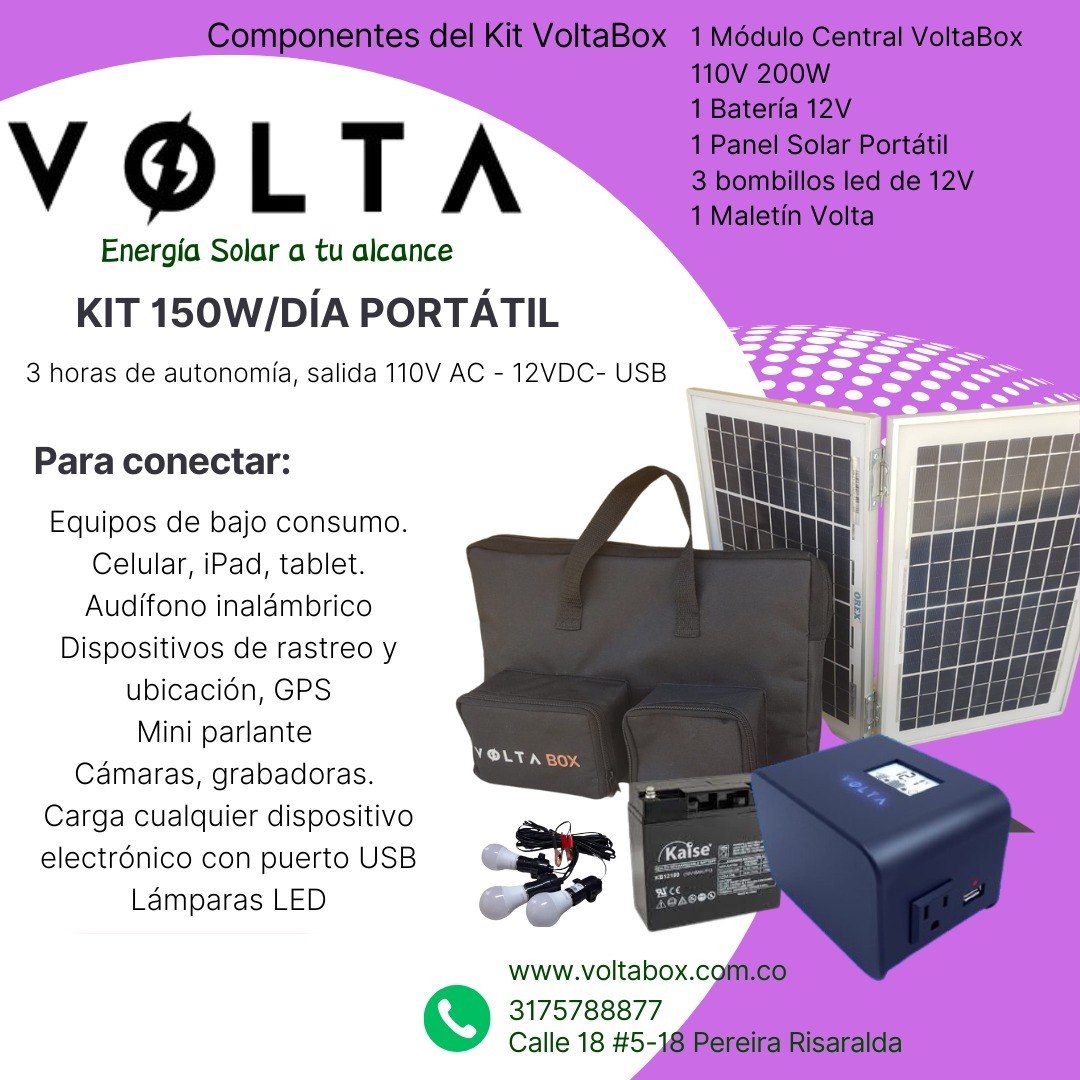 Componentes del Kit VoltaBox
1 Módulo Central VoltaBox
110V 200W
1 Batería 12V
1 Panel Solar Portátil
3 bombillos led de 12V
1 Maletín Volta
VOLTA
Energía Solar a tu alcance
KIT 150W/DÍA PORTÁTIL
3 horas de autonomía, salida 110V AC - 12VDC- USB
Para conectar:
Equipos de bajo consumo.
Celular, iPad, tablet.
Audífono inalámbrico
Dispositivos de rastreo y
ubicación, GPS
Mini parlante
Cámaras, grabadoras.
Carga cualquier dispositivo
electrónico con puerto USB
Lámparas LED
OREX
VOLTA BOX
Kaise
KB12180
VOLTA
www.voltabox.com.co
3175788877
Calle 18 #5-18 Pereira Risaralda